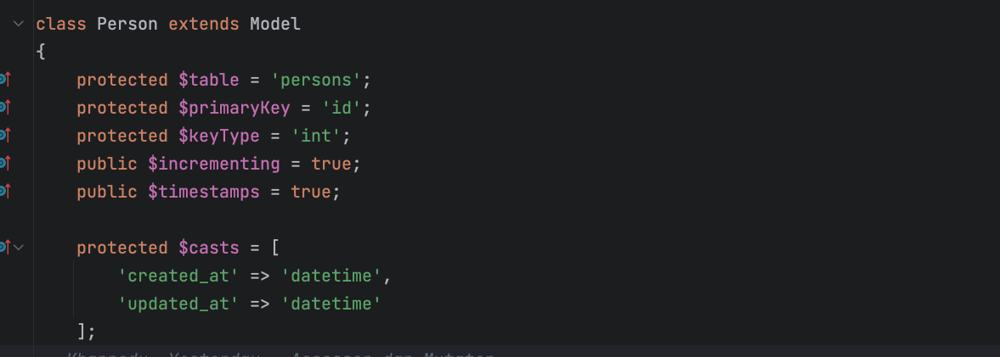 class Person extends Model
{
    protected $table = 'persons';
    protected $primaryKey = 'id';
    protected $keyType = 'int';
    public $incrementing = true;
    public $timestamps = true;

    protected $casts = [
        'created_at' => 'datetime',
        'updated_at' => 'datetime'
    ];